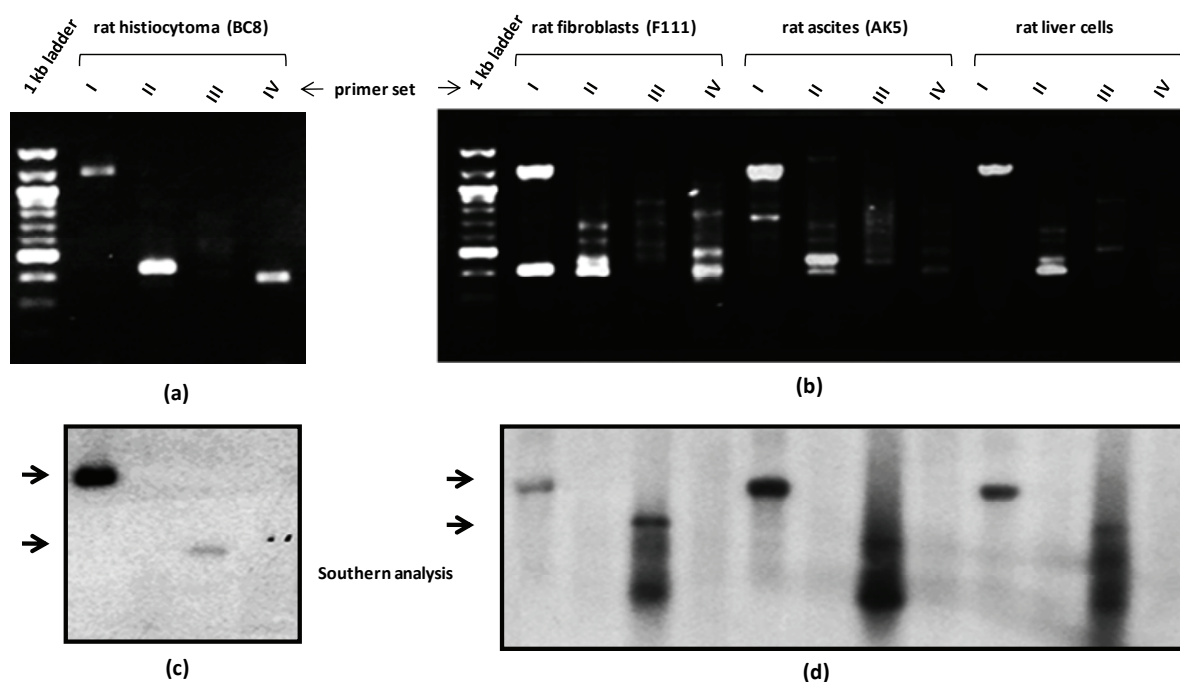 rat histiocytoma (BC8)
1 kb ladder
I
II
III
IV
primer set
rat fibroblasts (F111)
rat ascites (AK5)
rat liver cells
1 kb ladder
I
II
III
IV
I
II
III
IV
I
II
III
IV
(a)
(b)
Southern analysis
(c)
(d)